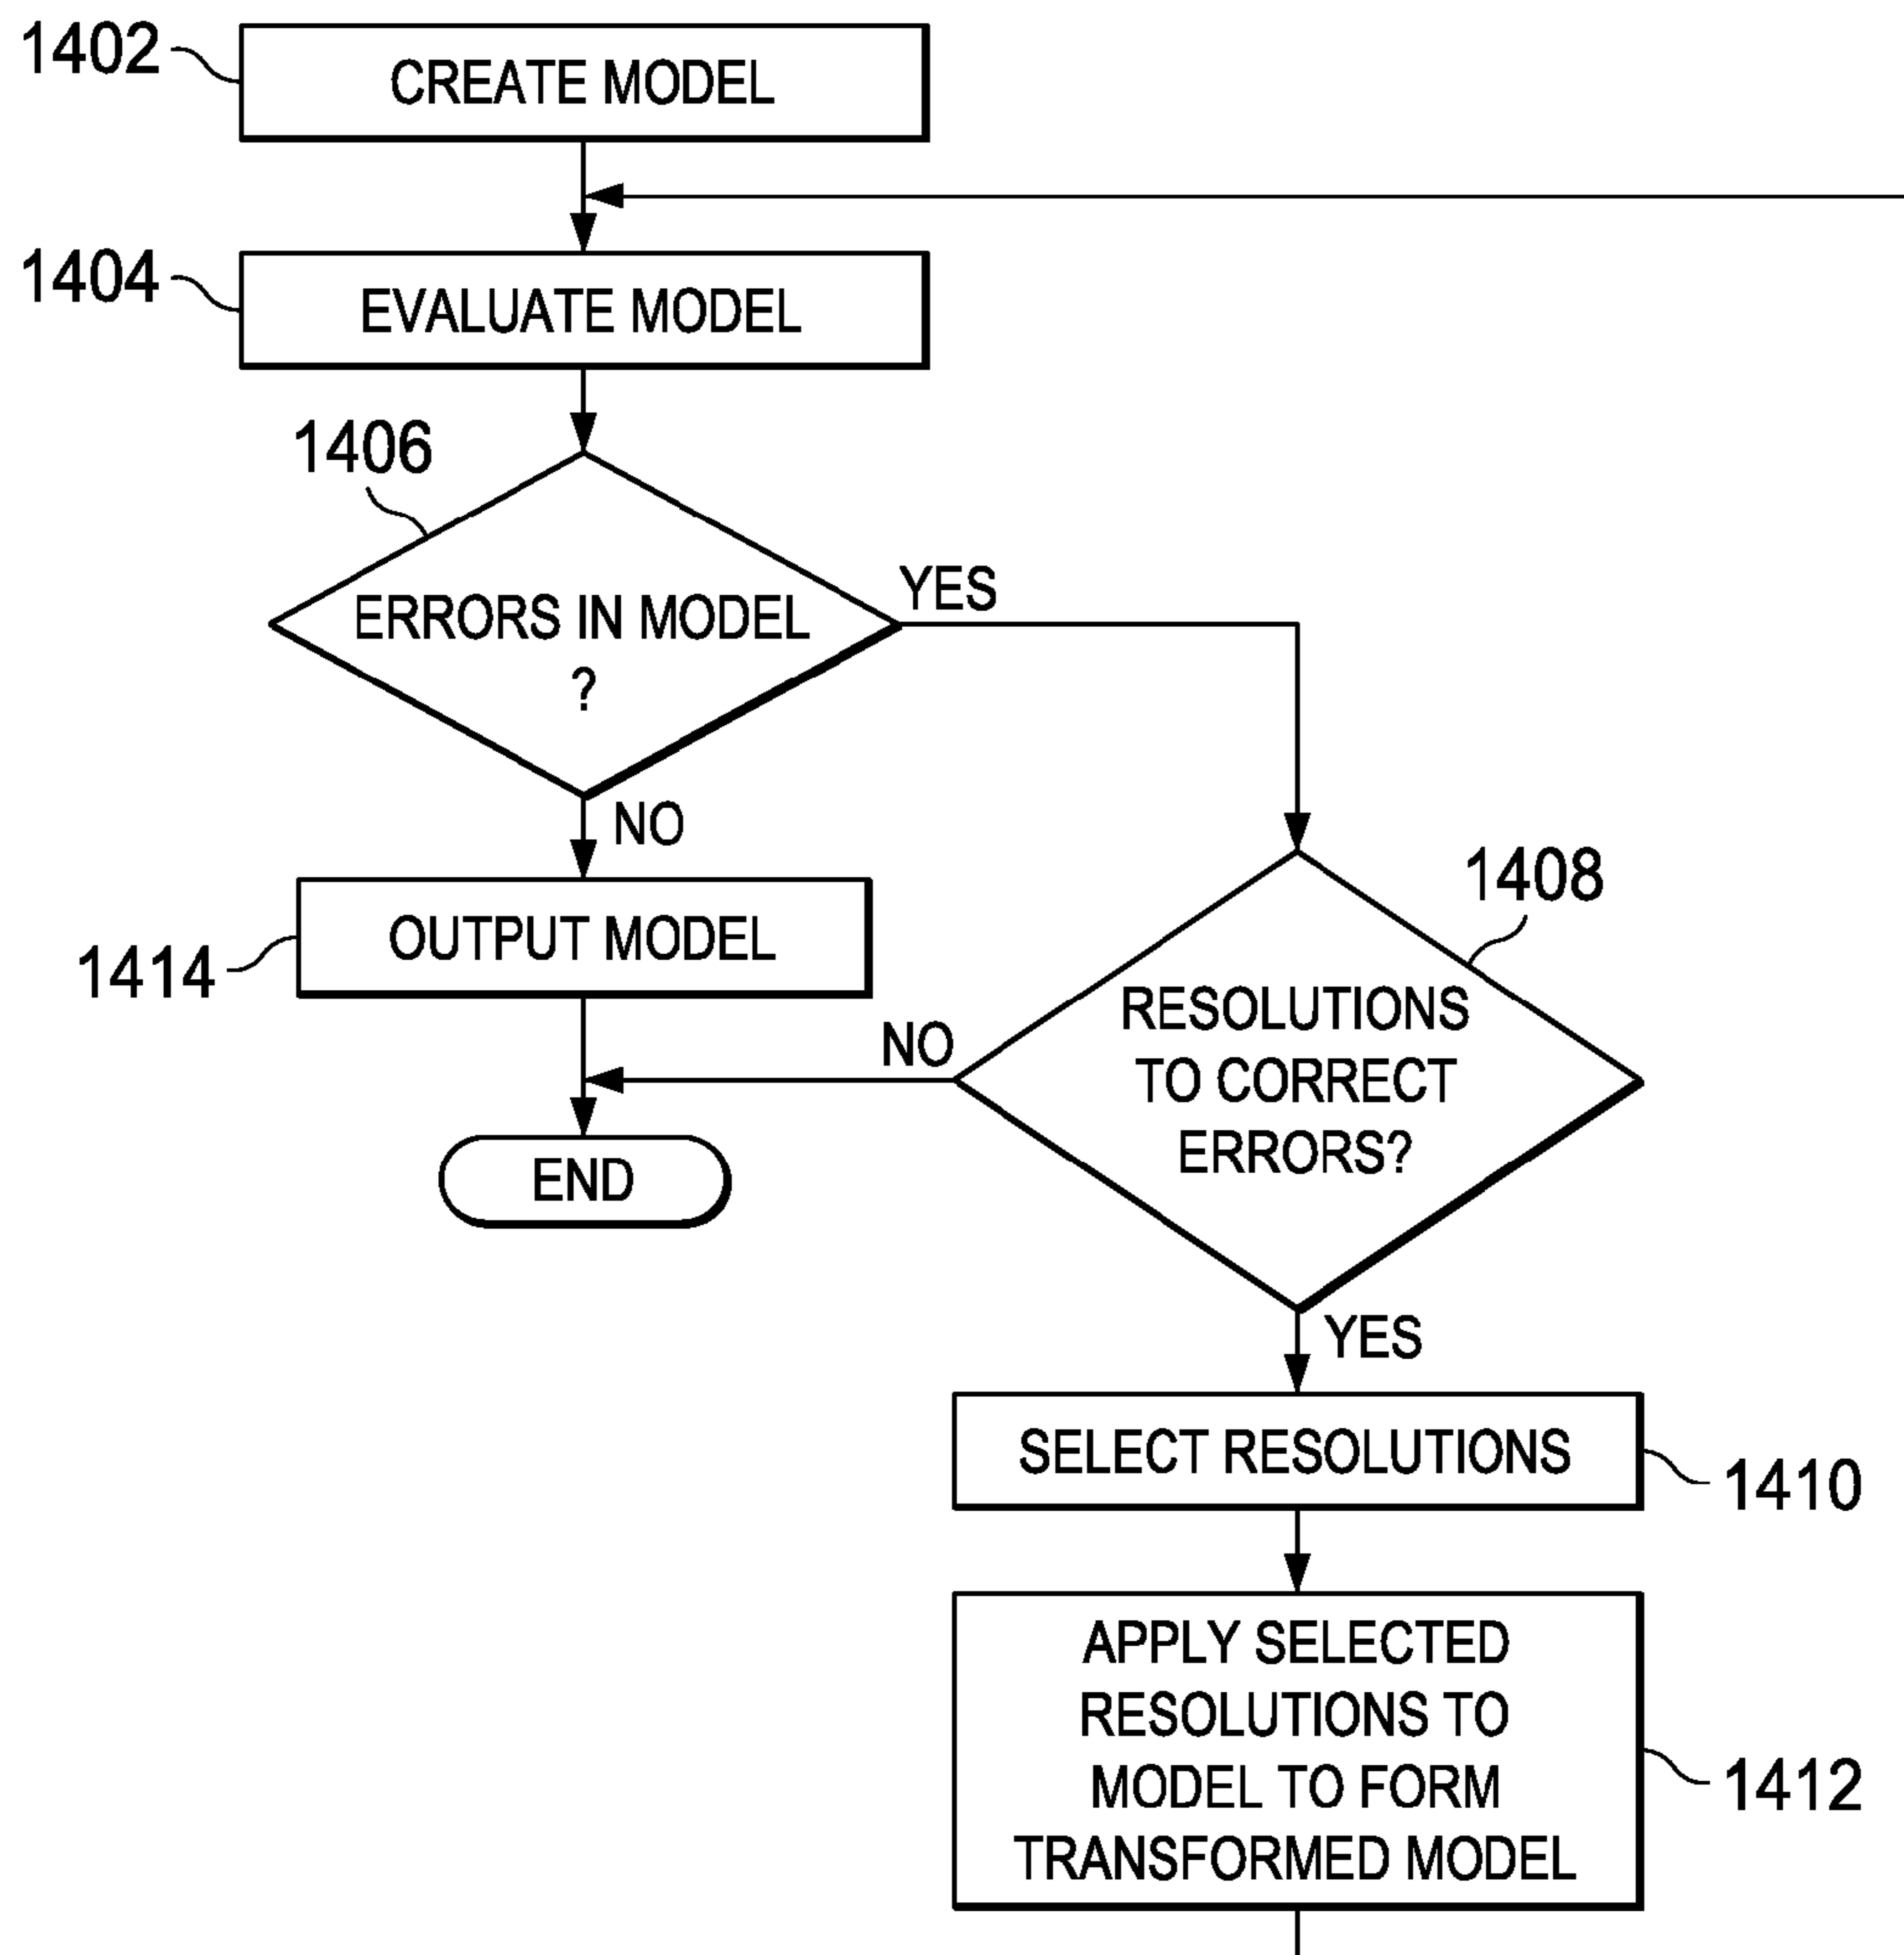 1402
CREATE MODEL
1404
EVALUATE MODEL
1406
ERRORS IN MODEL
?
YES
NO
1414
OUTPUT MODEL
1408
RESOLUTIONS
TO CORRECT
ERRORS?
NO
END
YES
SELECT RESOLUTIONS
1410
APPLY SELECTED
RESOLUTIONS TO
MODEL TO FORM
TRANSFORMED MODEL
1412